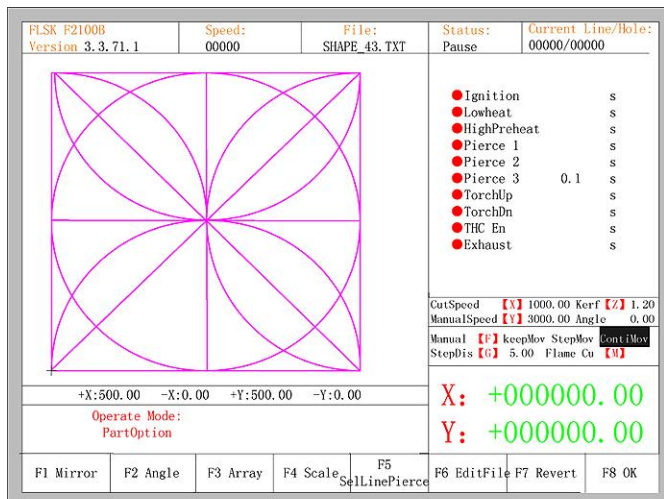 FLSK F2100B
Version 3.3.71.1
Speed:
00000
File:
SHAPE_43.TXT
Status:
Pause
Current Line/Hole:
00000/00000
Ignition s
Lowheat s
HighPreheat s
Pierce 1 s
Pierce 2 s
Pierce 3 0.1 s
TorchUp s
TorchDn s
THC En s
Exhaust s
CutSpeed 【X】 1000.00 Kerf 【Z】 1.20
ManualSpeed 【Y】 3000.00 Angle 0.00
Manual 【F】 keepMov StepMov ContiMov
StepDis 【G】 5.00 Flame Cu 【M】
+X:500.00 -X:0.00 +Y:500.00 -Y:0.00
Operate Mode:
PartOption
X: +000000.00
Y: +000000.00
F1 Mirror
F2 Angle
F3 Array
F4 Scale
F5
SelLinePierce
F6 EditFile
F7 Revert
F8 OK